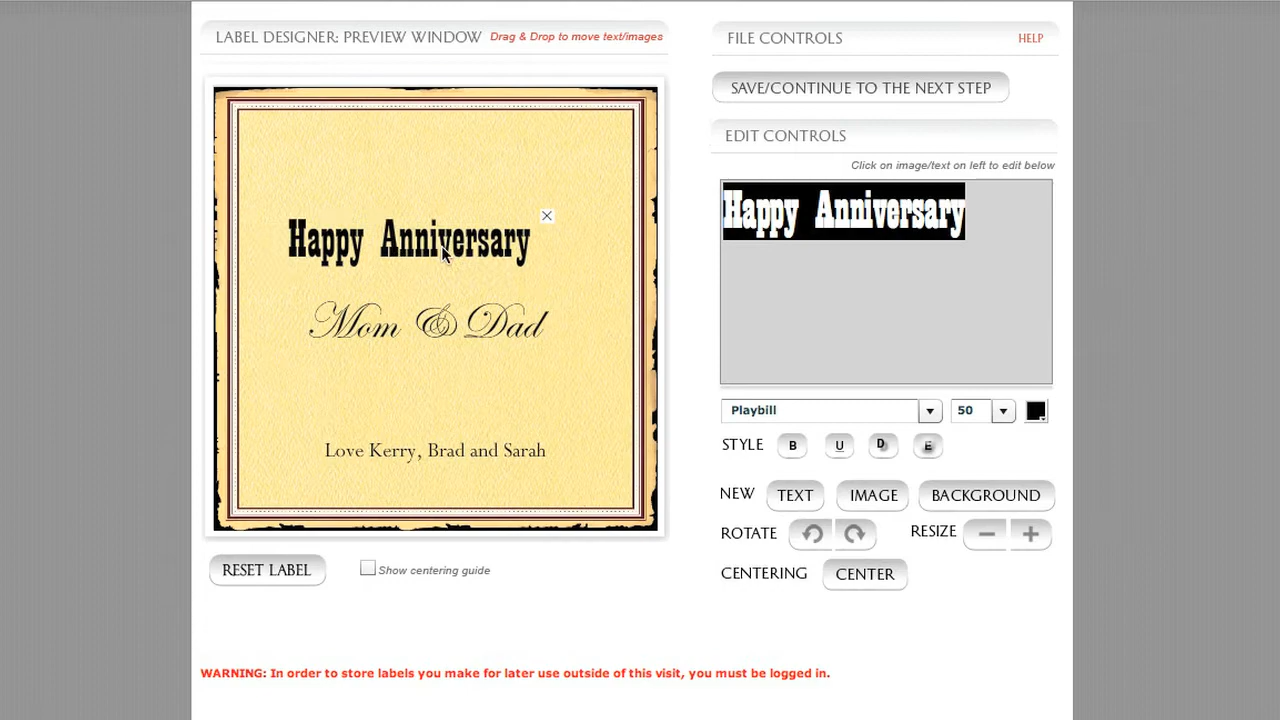 LABEL DESIGNER: PREVIEW WINDOW Drag & Drop to move text/images
Happy Anniversary
Mom & Dad
Love Kerry, Brad and Sarah
RESET LABEL
Show centering guide
FILE CONTROLS HELP
SAVE/CONTINUE TO THE NEXT STEP
EDIT CONTROLS
Click on image/text on left to edit below
Happy Anniversary
Playbill 50
STYLE B U D E
NEW TEXT IMAGE BACKGROUND
ROTATE RESIZE
CENTERING CENTER
WARNING: In order to store labels you make for later use outside of this visit, you must be logged in.